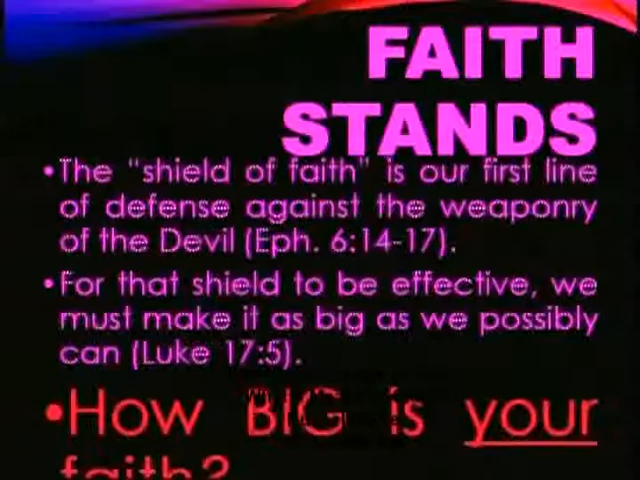 FAITH
STANDS
•The "shield of faith" is our first line
of defense against the weaponry
of the Devil (Eph. 6:14-17).
•For that shield to be effective, we
must make it as big as we possibly
can (Luke 17:5).
•How BIG is your
faith?